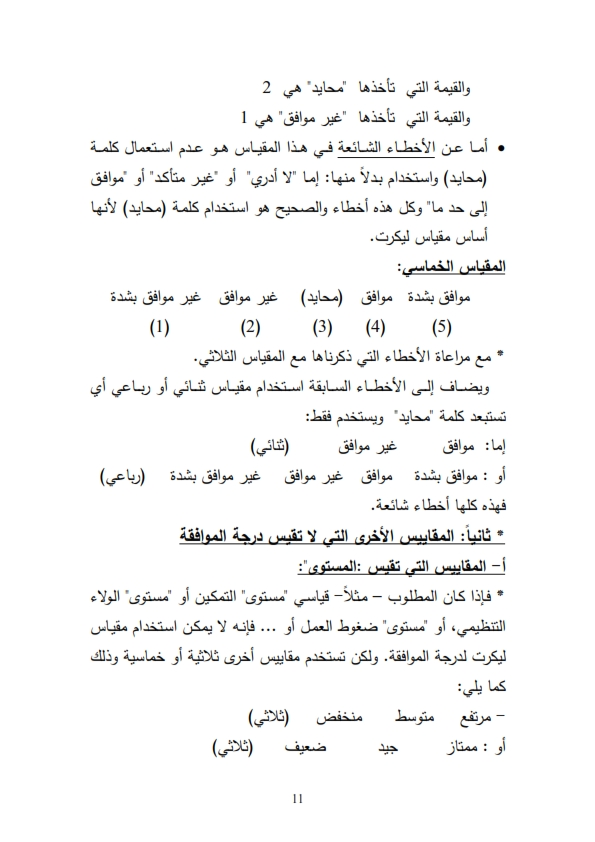 والقيمة التي تأخذها "محايد" هي 2
والقيمة التي تأخذها "غير موافق" هي 1
• أما عن الأخطاء الشائعة في هذا المقياس هو عدم استعمال كلمة
(محايد) واستخدام بدلاً منها: إما "لا أدري" أو "غير متأكد" أو "موافق
إلى حد ما" وكل هذه أخطاء والصحيح هو استخدام كلمة (محايد) لأنها
أساس مقياس ليكرت.
المقياس الخماسي:
موافق بشدة موافق (محايد) غير موافق غير موافق بشدة
(5) (4) (3) (2) (1)
* مع مراعاة الأخطاء التي ذكرناها مع المقياس الثلاثي.
ويضاف إلى الأخطاء السابقة استخدام مقياس ثنائي أو رباعي أي
تستبعد كلمة "محايد" ويستخدم فقط:
إما: موافق غير موافق (ثنائي)
أو : موافق بشدة موافق غير موافق غير موافق بشدة (رباعي)
فهذه كلها أخطاء شائعة.
* ثانياً: المقاييس الأخرى التي لا تقيس درجة الموافقة
أ- المقاييس التي تقيس :المستوى":
* فإذا كان المطلوب – مثلاً- قياسي "مستوى" التمكين أو "مستوى" الولاء
التنظيمي، أو "مستوى" ضغوط العمل أو ... فإنه لا يمكن استخدام مقياس
ليكرت لدرجة الموافقة. ولكن تستخدم مقاييس أخرى ثلاثية أو خماسية وذلك
كما يلي:
- مرتفع متوسط منخفض (ثلاثي)
أو : ممتاز جيد ضعيف (ثلاثي)
11